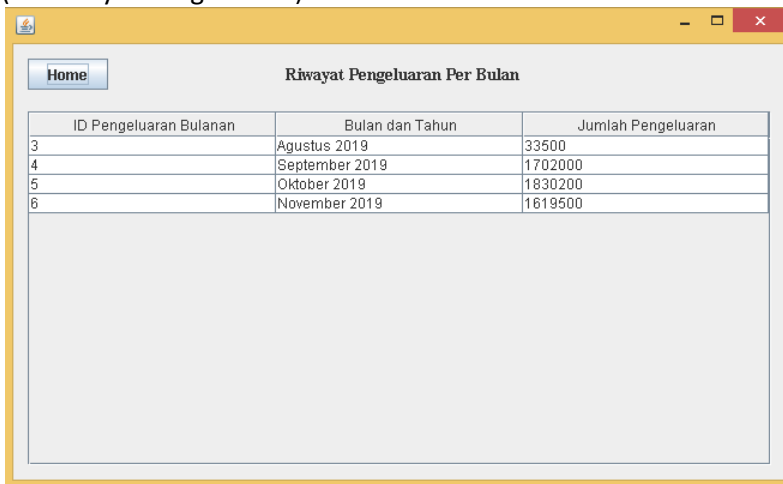 Home
Riwayat Pengeluaran Per Bulan
ID Pengeluaran Bulanan Bulan dan Tahun Jumlah Pengeluaran
3 Agustus 2019 33500
4 September 2019 1702000
5 Oktober 2019 1830200
6 November 2019 1619500